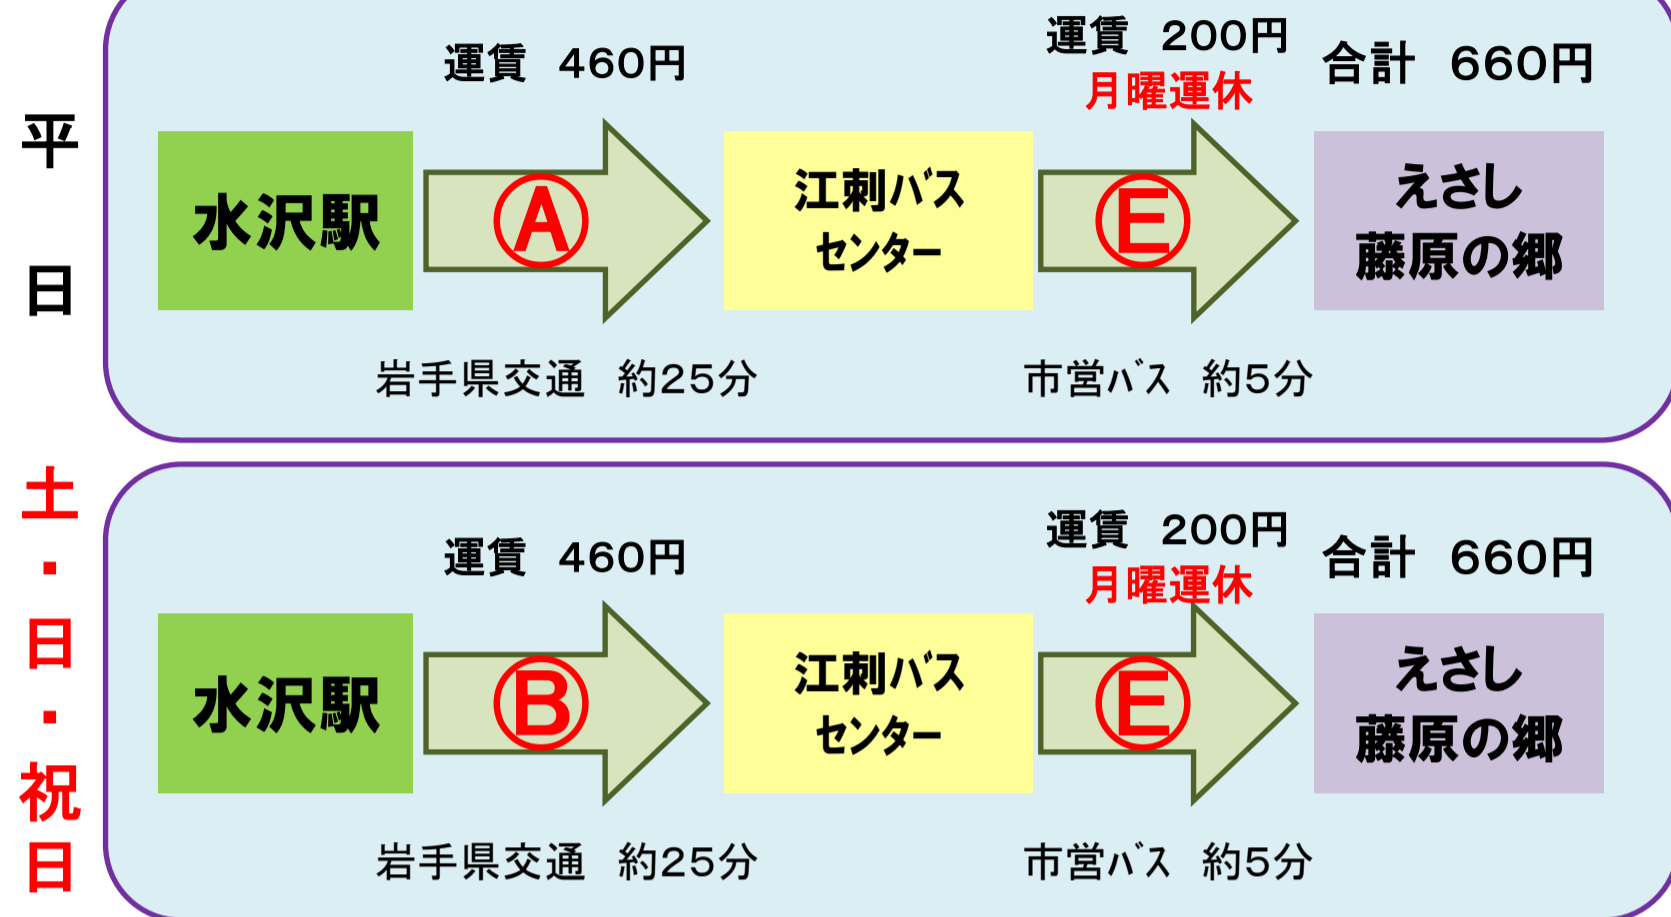 平日
運賃 460円
運賃 200円
月曜運休
合計 660円
水沢駅
Ⓐ
江刺バス
センター
Ⓔ
えさし
藤原の郷
岩手県交通 約25分
市営バス 約5分
土・日・祝日
運賃 460円
運賃 200円
月曜運休
合計 660円
水沢駅
Ⓑ
江刺バス
センター
Ⓔ
えさし
藤原の郷
岩手県交通 約25分
市営バス 約5分